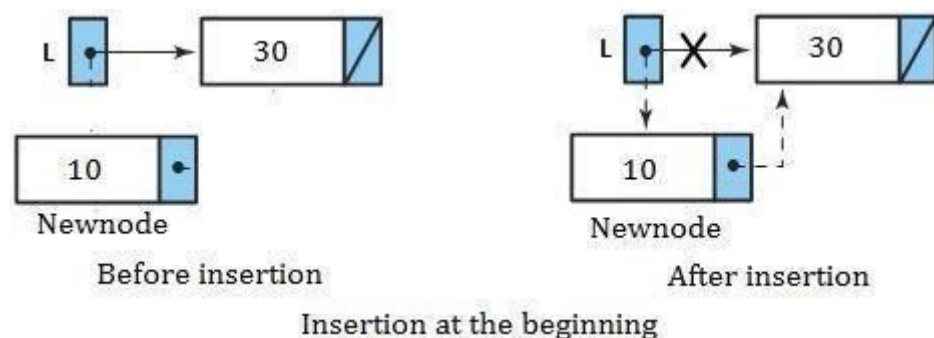 L 30 L 30
10 10
Newnode Newnode
Before insertion After insertion
Insertion at the beginning